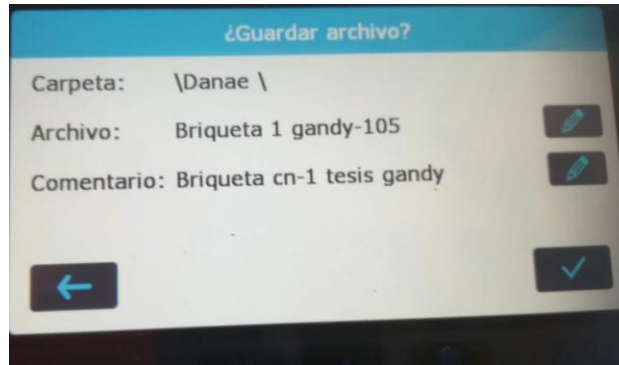 ¿Guardar archivo?
Carpeta: \Danae \
Archivo: Briqueta 1 gandy-105
Comentario: Briqueta cn-1 tesis gandy